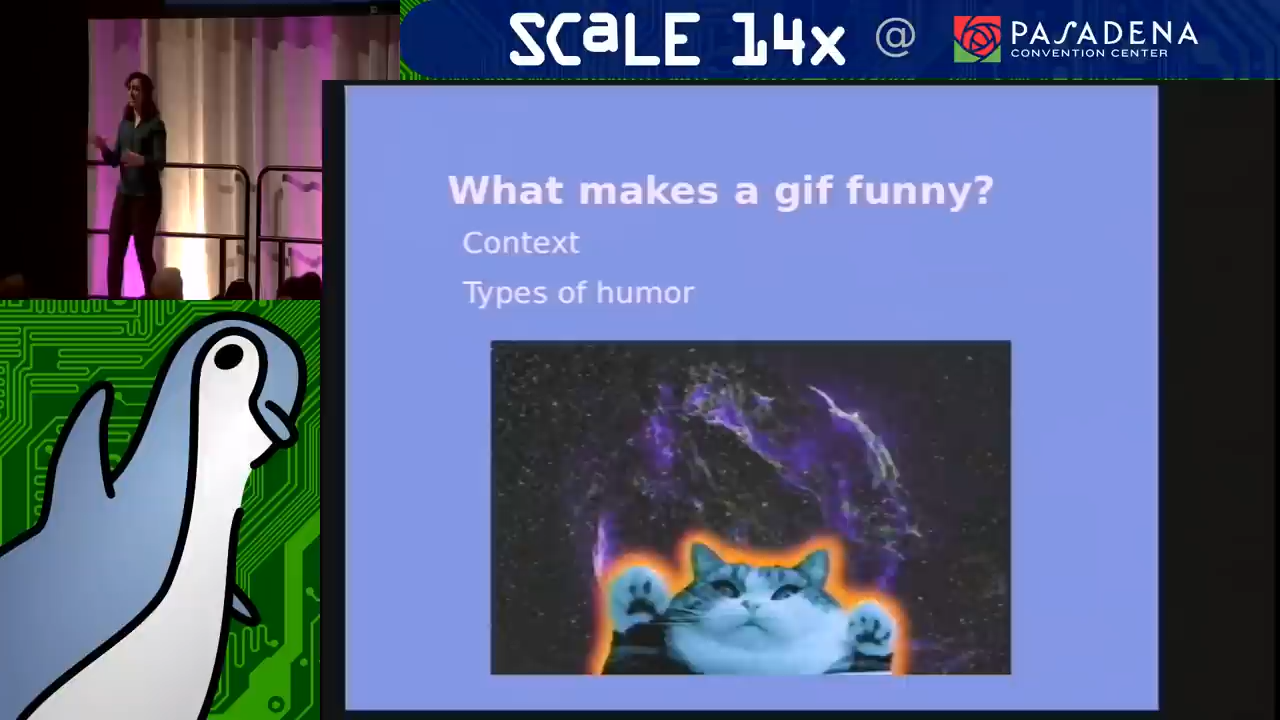 SCaLE 14x @ PASADENA
CONVENTION CENTER
What makes a gif funny?
Context
Types of humor